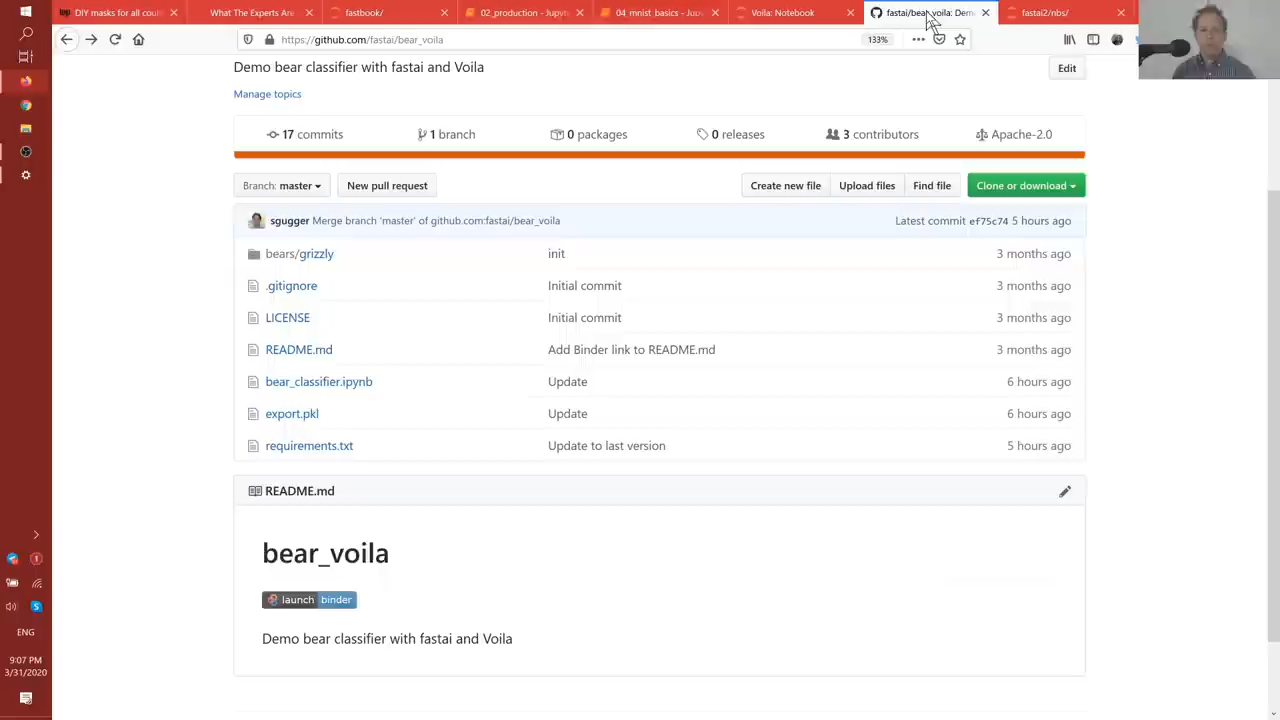 DIY masks for all coul
What The Experts Are
fastbook/
02_production - Jupyt
04_mnist_basics - Jupyt
Voila: Notebook
fastai/bear_voila: Dem
fastai2/nbs/
https://github.com/fastai/bear_voila
133%
Demo bear classifier with fastai and Voila
Edit
Manage topics
17 commits
1 branch
0 packages
0 releases
3 contributors
Apache-2.0
Branch: master
New pull request
Create new file
Upload files
Find file
Clone or download
sgugger Merge branch 'master' of github.com:fastai/bear_voila
Latest commit ef75c74 5 hours ago
bears/grizzly
init
3 months ago
.gitignore
Initial commit
3 months ago
LICENSE
Initial commit
3 months ago
README.md
Add Binder link to README.md
3 months ago
bear_classifier.ipynb
Update
6 hours ago
export.pkl
Update
6 hours ago
requirements.txt
Update to last version
5 hours ago
README.md
bear_voila
launch binder
Demo bear classifier with fastai and Voila
ENG
9:07 PM
3/31/2020